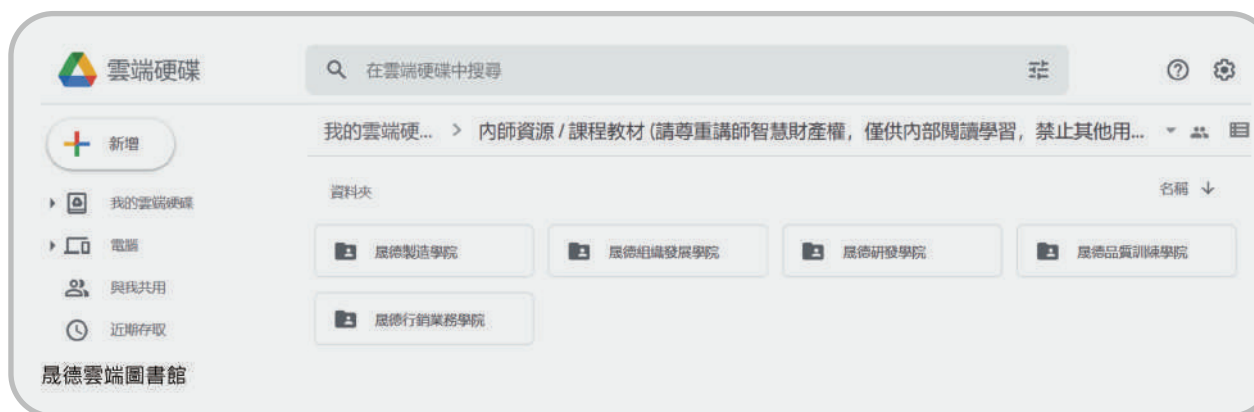 雲端硬碟
在雲端硬碟中搜尋
新增
我的雲端硬... > 內師資源 / 課程教材 (請尊重講師智慧財產權, 僅供內部閱讀學習, 禁止其他用...
我的雲端硬碟
電腦
與我共用
近期存取
資料夾
名稱 ↓
晟德製造學院
晟德組織發展學院
晟德研發學院
晟德品質訓練學院
晟德行銷業務學院
晟德雲端圖書館